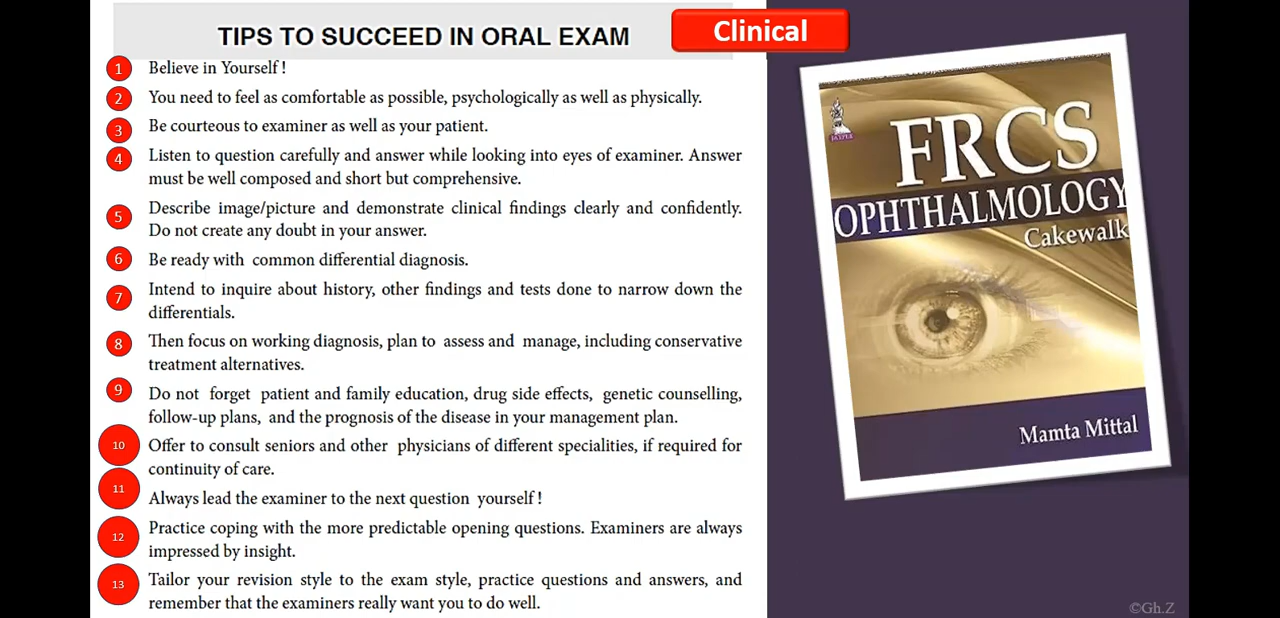 TIPS TO SUCCEED IN ORAL EXAM
Clinical
1 Believe in Yourself !
2 You need to feel as comfortable as possible, psychologically as well as physically.
3 Be courteous to examiner as well as your patient.
4 Listen to question carefully and answer while looking into eyes of examiner. Answer
must be well composed and short but comprehensive.
5 Describe image/picture and demonstrate clinical findings clearly and confidently.
Do not create any doubt in your answer.
6 Be ready with common differential diagnosis.
7 Intend to inquire about history, other findings and tests done to narrow down the
differentials.
8 Then focus on working diagnosis, plan to assess and manage, including conservative
treatment alternatives.
9 Do not forget patient and family education, drug side effects, genetic counselling,
follow-up plans, and the prognosis of the disease in your management plan.
10 Offer to consult seniors and other physicians of different specialities, if required for
continuity of care.
11 Always lead the examiner to the next question yourself !
12 Practice coping with the more predictable opening questions. Examiners are always
impressed by insight.
13 Tailor your revision style to the exam style, practice questions and answers, and
remember that the examiners really want you to do well.
JAYPEE
FRCS
OPHTHALMOLOGY
Cakewalk
Mamta Mittal
©Gh.Z